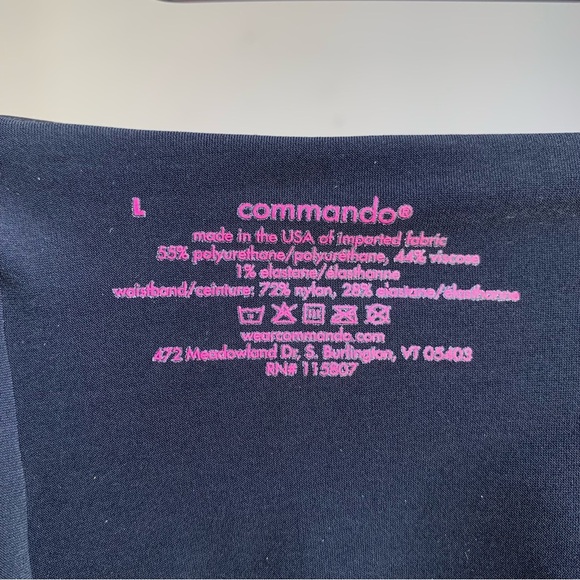 L commando®
made in the USA of imported fabric
55% polyurethane/polyuréthane, 44% viscose
1% elastane/élasthanne
waistband/ceinture: 72% nylon, 28% elastane/élasthanne
wearcommando.com
472 Meadowland Dr, S. Burlington, VT 05403
RN# 115807